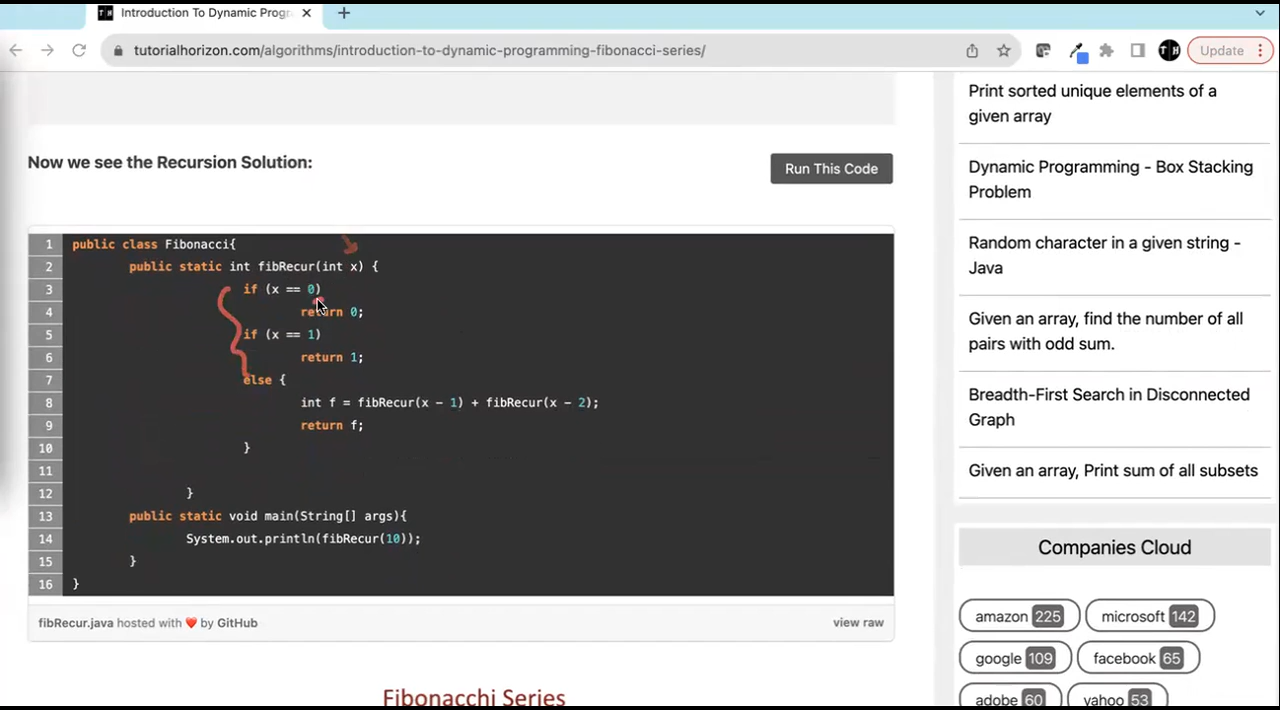 Introduction To Dynamic Prog
tutorialhorizon.com/algorithms/introduction-to-dynamic-programming-fibonacci-series/
Update
Now we see the Recursion Solution:
Run This Code
1 public class Fibonacci{
2 public static int fibRecur(int x) {
3 if (x == 0)
4 return 0;
5 if (x == 1)
6 return 1;
7 else {
8 int f = fibRecur(x - 1) + fibRecur(x - 2);
9 return f;
10 }
11
12 }
13 public static void main(String[] args){
14 System.out.println(fibRecur(10));
15 }
16 }
fibRecur.java hosted with ❤ by GitHub
view raw
Fibonacchi Series
Print sorted unique elements of a
given array
Dynamic Programming - Box Stacking
Problem
Random character in a given string -
Java
Given an array, find the number of all
pairs with odd sum.
Breadth-First Search in Disconnected
Graph
Given an array, Print sum of all subsets
Companies Cloud
amazon 225 microsoft 142
google 109 facebook 65
adobe 60 yahoo 53